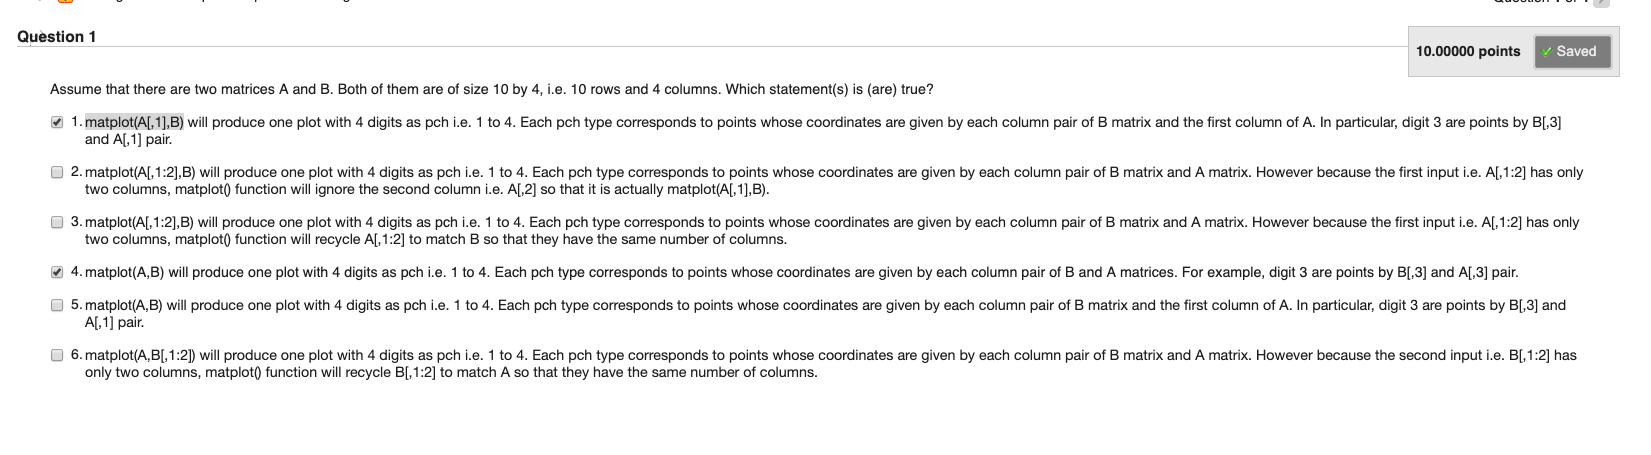 Question 1
10.00000 points
Saved
Assume that there are two matrices A and B. Both of them are of size 10 by 4, i.e. 10 rows and 4 columns. Which statement(s) is (are) true?
1. matplot(A[,1],B) will produce one plot with 4 digits as pch i.e. 1 to 4. Each pch type corresponds to points whose coordinates are given by each column pair of B matrix and the first column of A. In particular, digit 3 are points by B[,3]
and A[,1] pair.
2. matplot(A[,1:2],B) will produce one plot with 4 digits as pch i.e. 1 to 4. Each pch type corresponds to points whose coordinates are given by each column pair of B matrix and A matrix. However because the first input i.e. A[,1:2] has only
two columns, matplot() function will ignore the second column i.e. A[,2] so that it is actually matplot(A[,1],B).
3. matplot(A[,1:2],B) will produce one plot with 4 digits as pch i.e. 1 to 4. Each pch type corresponds to points whose coordinates are given by each column pair of B matrix and A matrix. However because the first input i.e. A[,1:2] has only
two columns, matplot() function will recycle A[,1:2] to match B so that they have the same number of columns.
4. matplot(A,B) will produce one plot with 4 digits as pch i.e. 1 to 4. Each pch type corresponds to points whose coordinates are given by each column pair of B and A matrices. For example, digit 3 are points by B[,3] and A[,3] pair.
5. matplot(A,B) will produce one plot with 4 digits as pch i.e. 1 to 4. Each pch type corresponds to points whose coordinates are given by each column pair of B matrix and the first column of A. In particular, digit 3 are points by B[,3] and
A[,1] pair.
6. matplot(A,B[,1:2]) will produce one plot with 4 digits as pch i.e. 1 to 4. Each pch type corresponds to points whose coordinates are given by each column pair of B matrix and A matrix. However because the second input i.e. B[,1:2] has
only two columns, matplot() function will recycle B[,1:2] to match A so that they have the same number of columns.